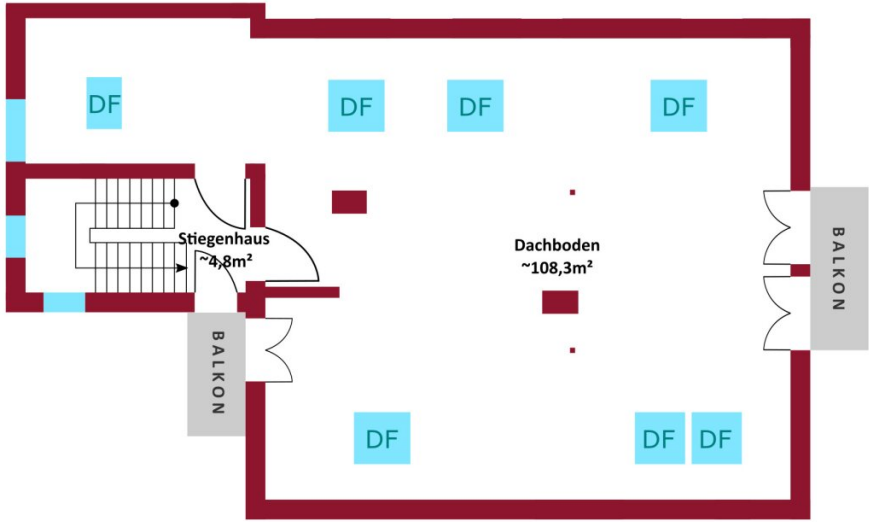 DF
DF
DF
DF
Stiegenhaus
~4,8m²
Dachboden
~108,3m²
BALKON
BALKON
DF
DF
DF